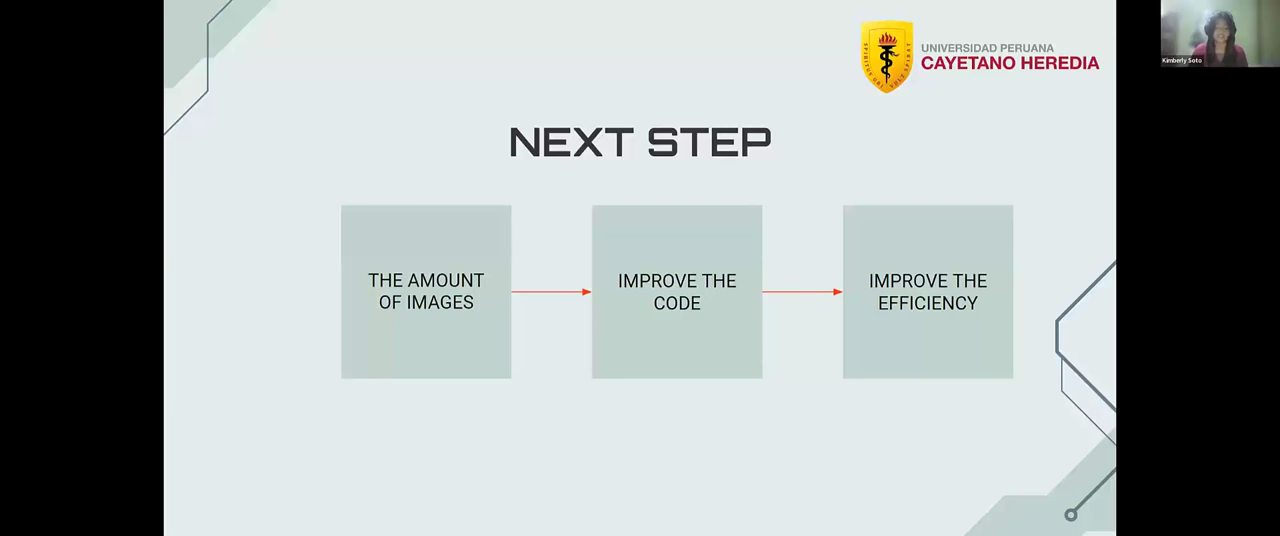 UNIVERSIDAD PERUANA
CAYETANO HEREDIA
Kimberly Soto
NEXT STEP
THE AMOUNT
OF IMAGES
IMPROVE THE
CODE
IMPROVE THE
EFFICIENCY